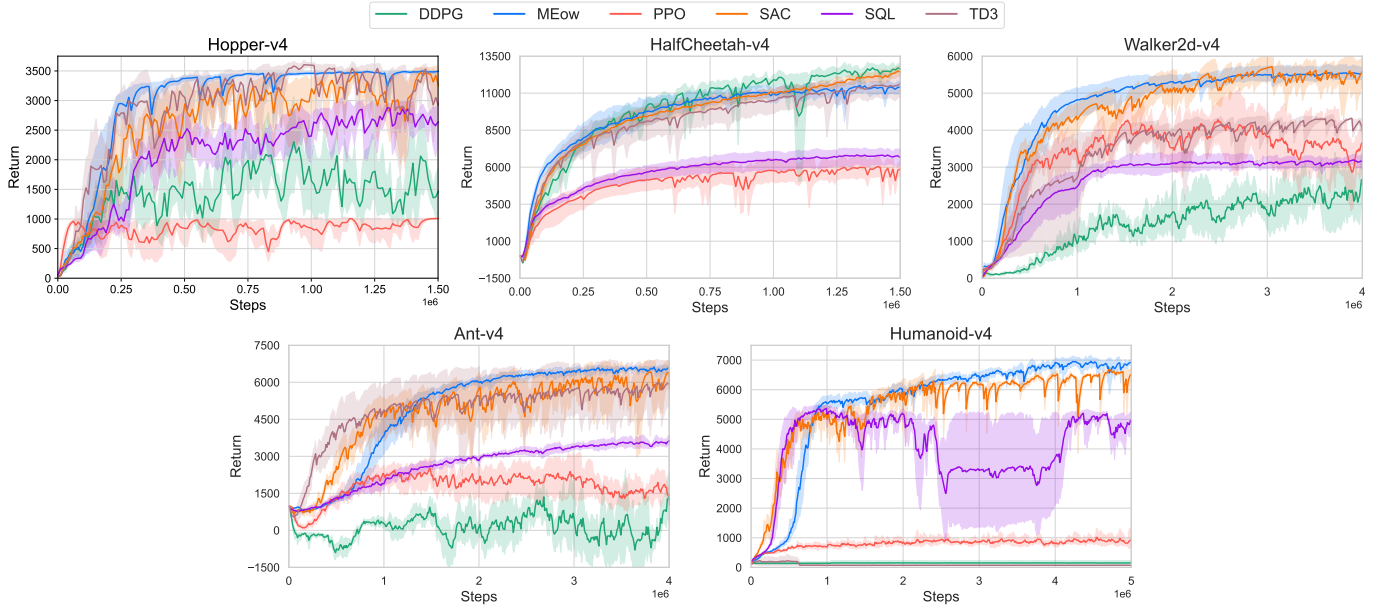 DDPG MEow PPO SAC SQL TD3
Hopper-v4
Return
3500
3000
2500
2000
1500
1000
500
0
0.00 0.25 0.50 0.75 1.00 1.25 1.50
Steps
1e6
HalfCheetah-v4
Return
13500
11000
8500
6000
3500
1000
−1500
0.00 0.25 0.50 0.75 1.00 1.25 1.50
Steps
1e6
Walker2d-v4
Return
6000
5000
4000
3000
2000
1000
0
0 1 2 3 4
Steps
1e6
Ant-v4
Return
7500
6000
4500
3000
1500
0
−1500
0 1 2 3 4
Steps
1e6
Humanoid-v4
Return
7000
6000
5000
4000
3000
2000
1000
0
0 1 2 3 4 5
Steps
1e6